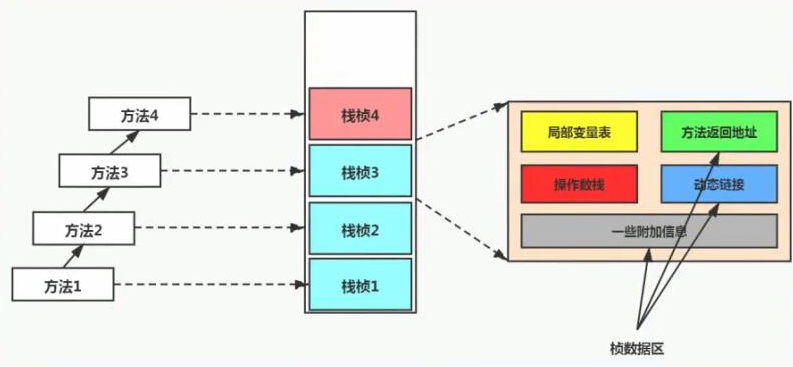 方法4
方法3
方法2
方法1
栈桢4
栈桢3
栈桢2
栈桢1
局部变量表
方法返回地址
操作数栈
动态链接
一些附加信息
桢数据区